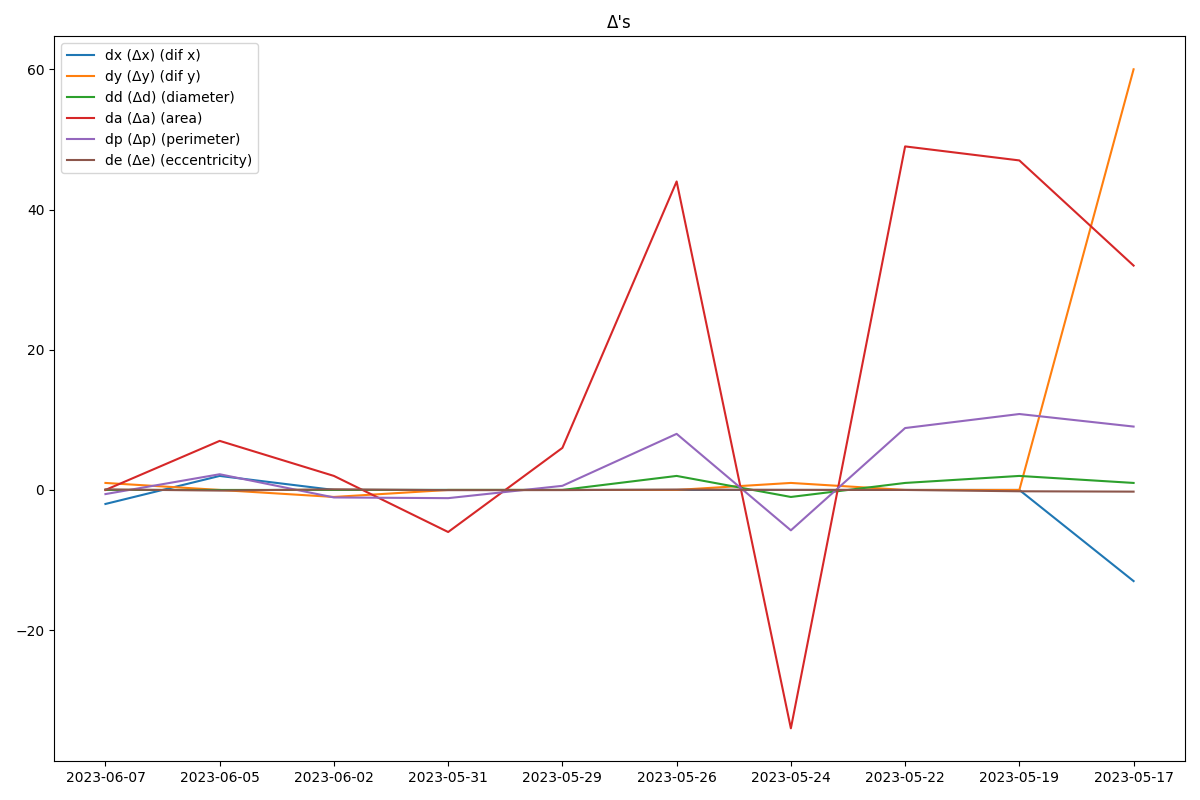 Δ's
dx (Δx) (dif x)
dy (Δy) (dif y)
dd (Δd) (diameter)
da (Δa) (area)
dp (Δp) (perimeter)
de (Δe) (eccentricity)
60
40
20
0
−20
2023-06-07 2023-06-05 2023-06-02 2023-05-31 2023-05-29 2023-05-26 2023-05-24 2023-05-22 2023-05-19 2023-05-17